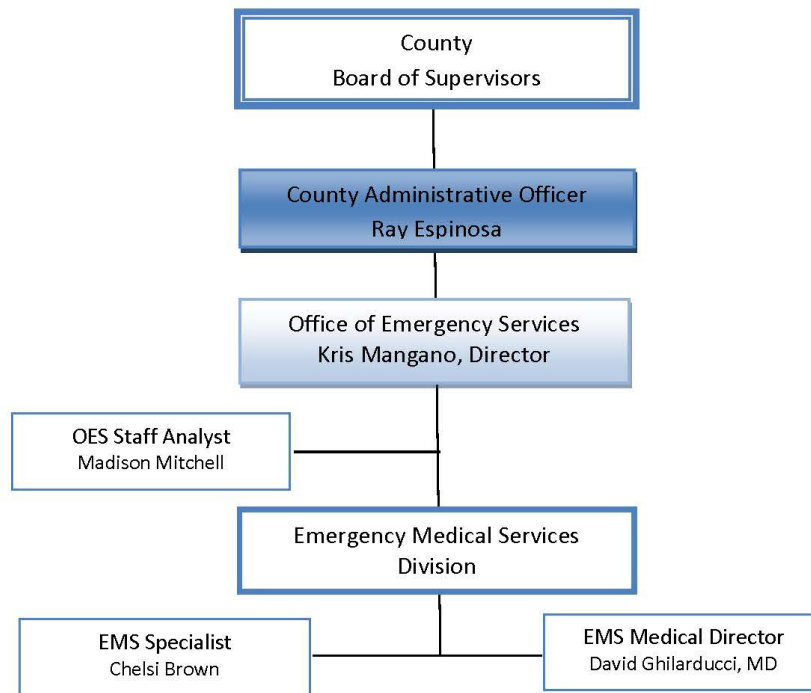 County
Board of Supervisors
County Administrative Officer
Ray Espinosa
Office of Emergency Services
Kris Mangano, Director
OES Staff Analyst
Madison Mitchell
Emergency Medical Services
Division
EMS Specialist
Chelsi Brown
EMS Medical Director
David Ghilarducci, MD